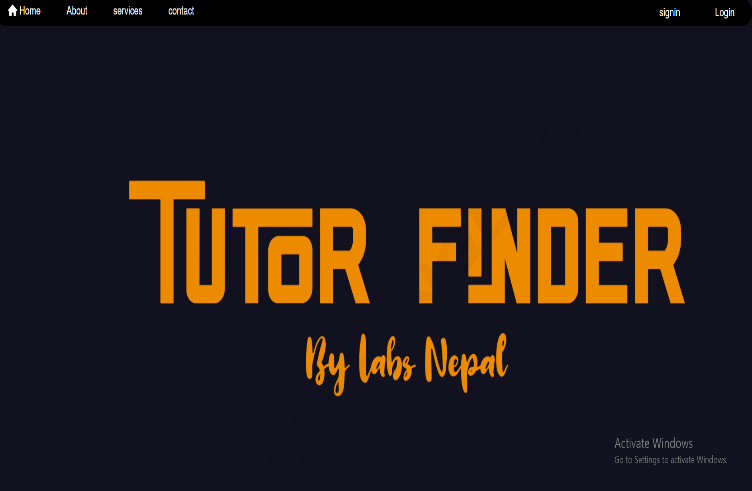 Home About services contact signin Login
TUTOR FINDER
By Labs Nepal
Activate Windows
Go to Settings to activate Windows.